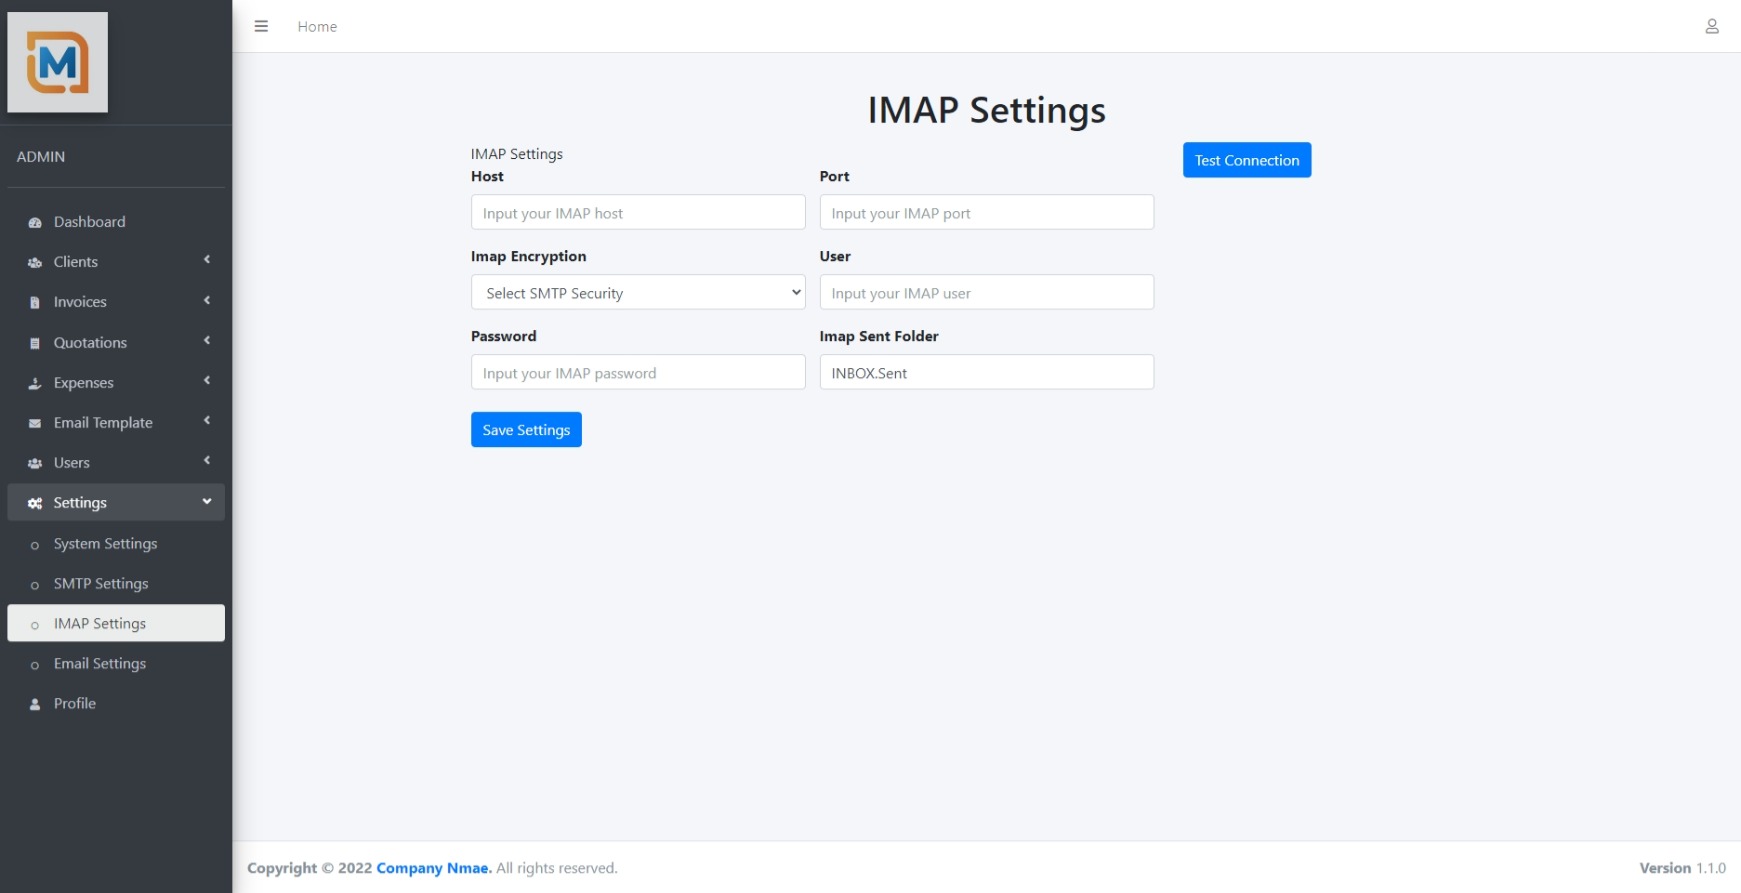 M
Home
ADMIN
Dashboard
Clients
Invoices
Quotations
Expenses
Email Template
Users
Settings
System Settings
SMTP Settings
IMAP Settings
Email Settings
Profile
IMAP Settings
IMAP Settings
Test Connection
Host
Port
Input your IMAP host
Input your IMAP port
Imap Encryption
User
Select SMTP Security
Input your IMAP user
Password
Imap Sent Folder
Input your IMAP password
INBOX.Sent
Save Settings
Copyright © 2022 Company Nmae. All rights reserved.
Version 1.1.0